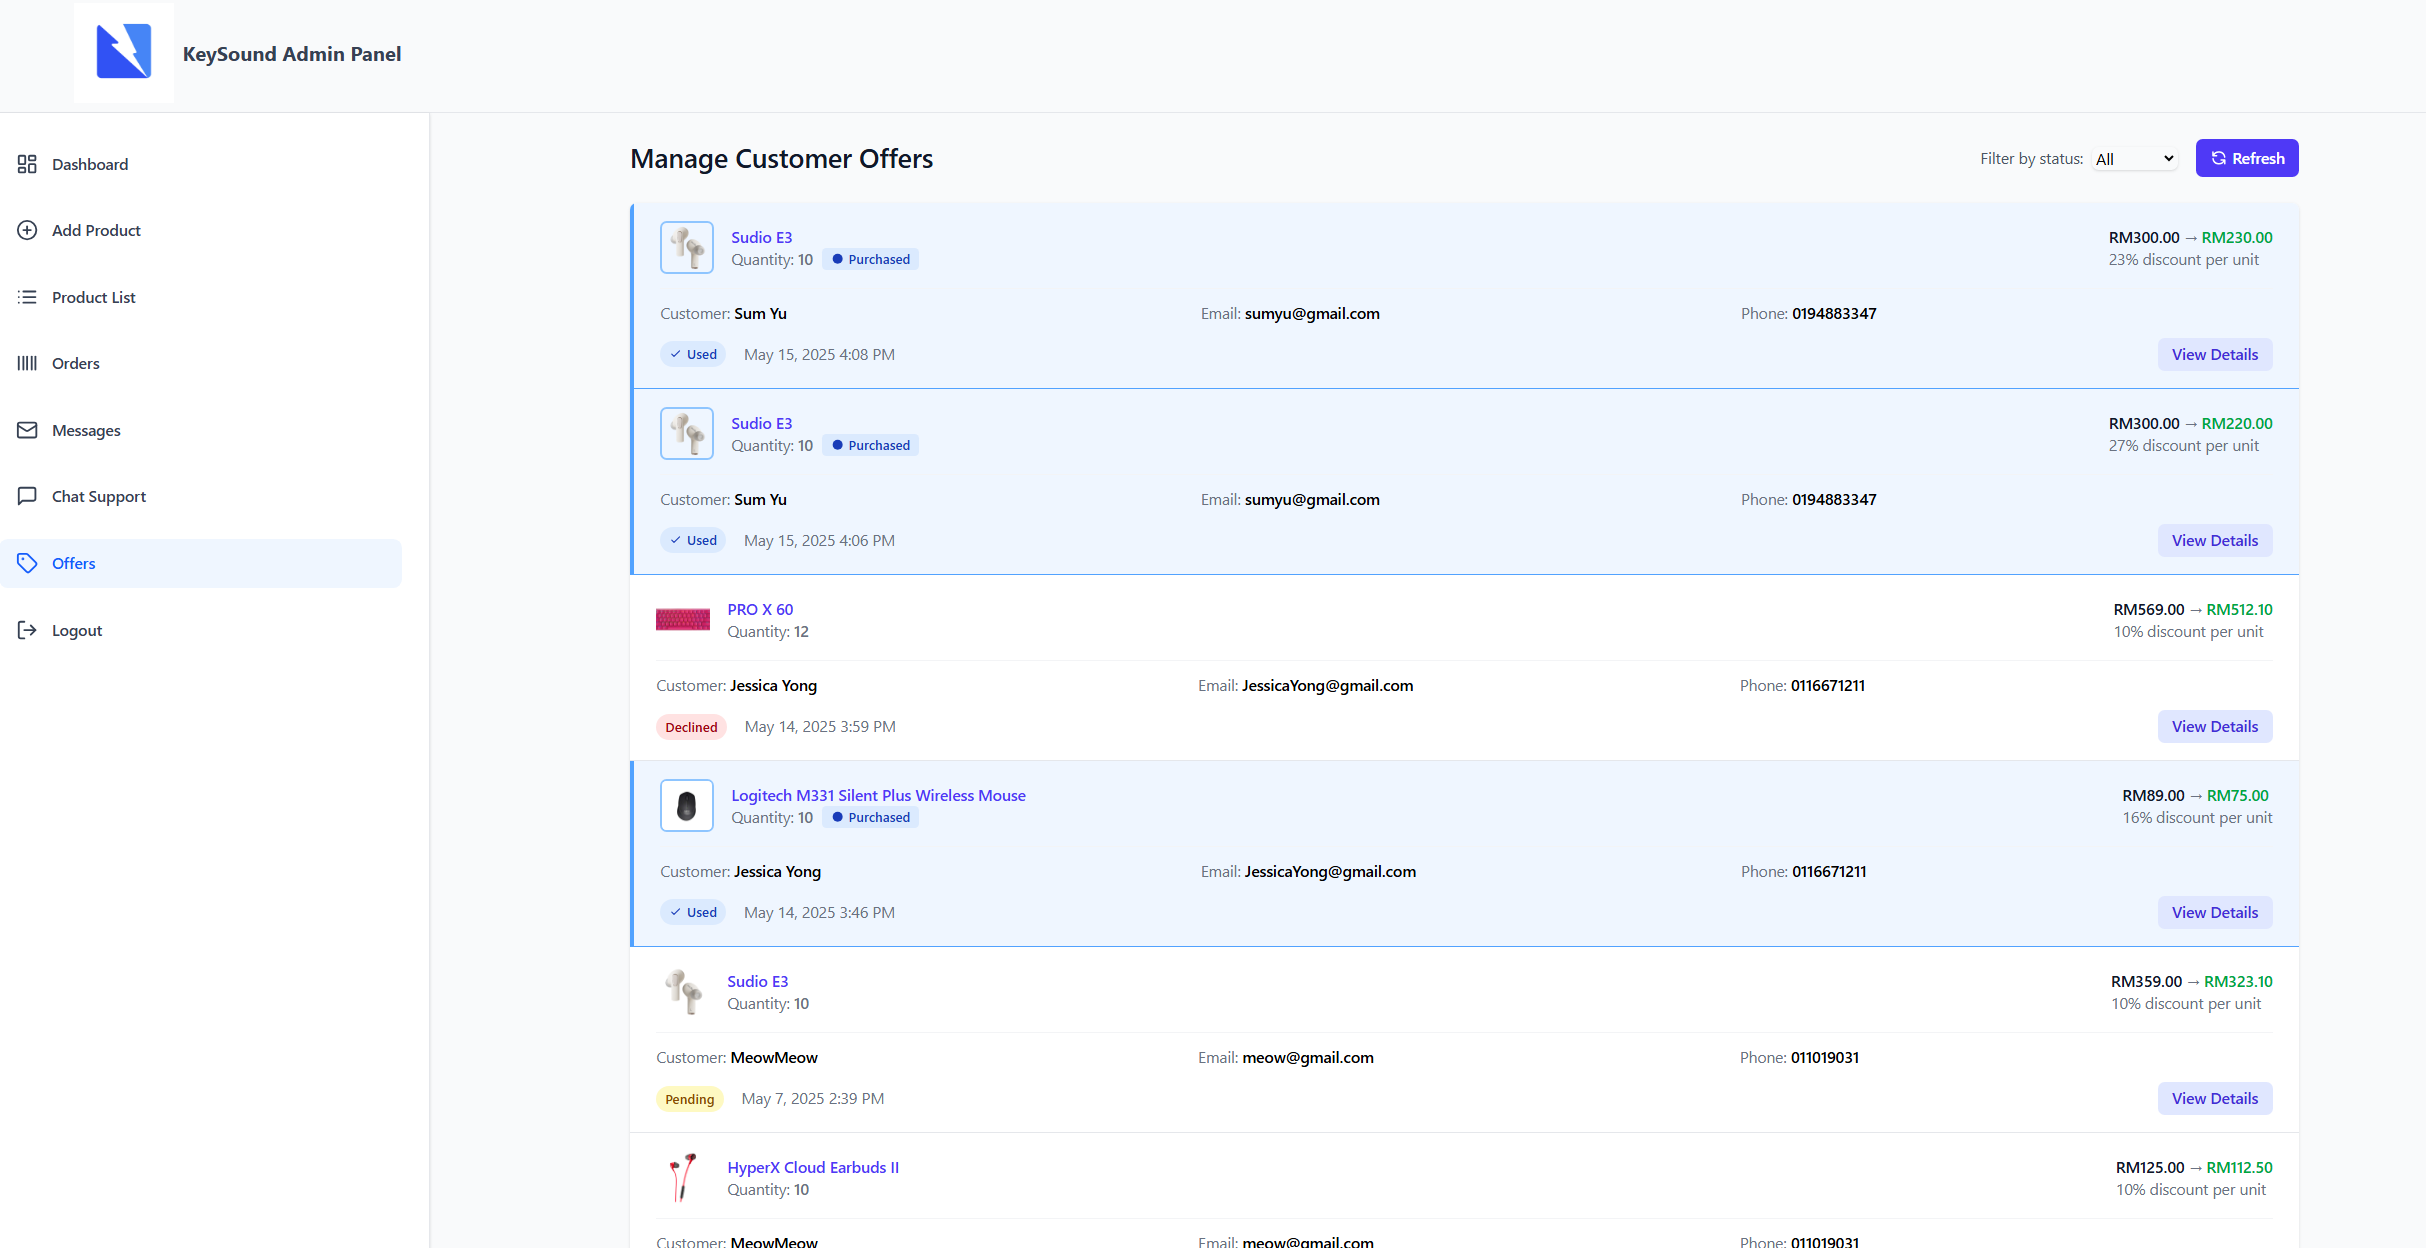 KeySound Admin Panel
Dashboard
Add Product
Product List
Orders
Messages
Chat Support
Offers
Logout
Manage Customer Offers
Filter by status: All
Refresh
Sudio E3
Quantity: 10 Purchased
RM300.00 → RM230.00
23% discount per unit
Customer: Sum Yu
Email: sumyu@gmail.com
Phone: 0194883347
Used May 15, 2025 4:08 PM
View Details
Sudio E3
Quantity: 10 Purchased
RM300.00 → RM220.00
27% discount per unit
Customer: Sum Yu
Email: sumyu@gmail.com
Phone: 0194883347
Used May 15, 2025 4:06 PM
View Details
PRO X 60
Quantity: 12
RM569.00 → RM512.10
10% discount per unit
Customer: Jessica Yong
Email: JessicaYong@gmail.com
Phone: 0116671211
Declined May 14, 2025 3:59 PM
View Details
Logitech M331 Silent Plus Wireless Mouse
Quantity: 10 Purchased
RM89.00 → RM75.00
16% discount per unit
Customer: Jessica Yong
Email: JessicaYong@gmail.com
Phone: 0116671211
Used May 14, 2025 3:46 PM
View Details
Sudio E3
Quantity: 10
RM359.00 → RM323.10
10% discount per unit
Customer: MeowMeow
Email: meow@gmail.com
Phone: 011019031
Pending May 7, 2025 2:39 PM
View Details
HyperX Cloud Earbuds II
Quantity: 10
RM125.00 → RM112.50
10% discount per unit
Customer: MeowMeow
Email: meow@gmail.com
Phone: 011019031